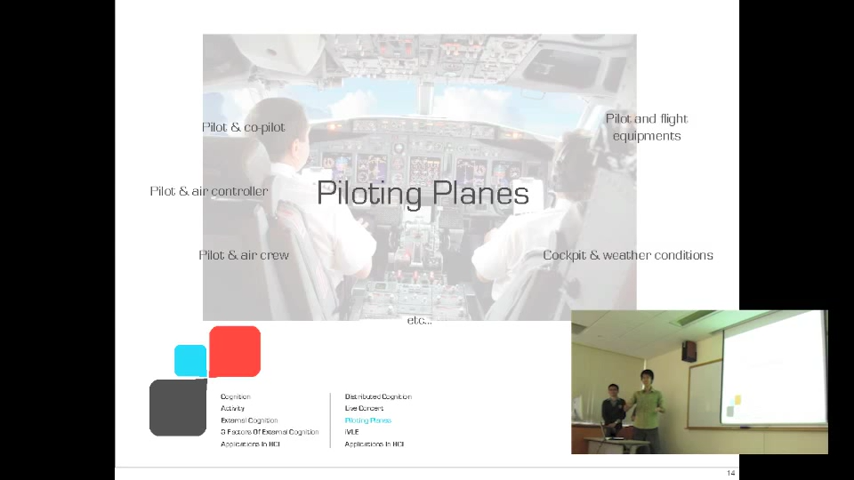 Pilot & co-pilot
Pilot and flight
equipments
Pilot & air controller
Piloting Planes
Pilot & air crew
Cockpit & weather conditions
etc...
Cognition
Activity
External Cognition
3 Factors Of External Cognition
Applications In HCI
Distributed Cognition
Live Concert
Piloting Planes
IVLE
Applications In HCI
14